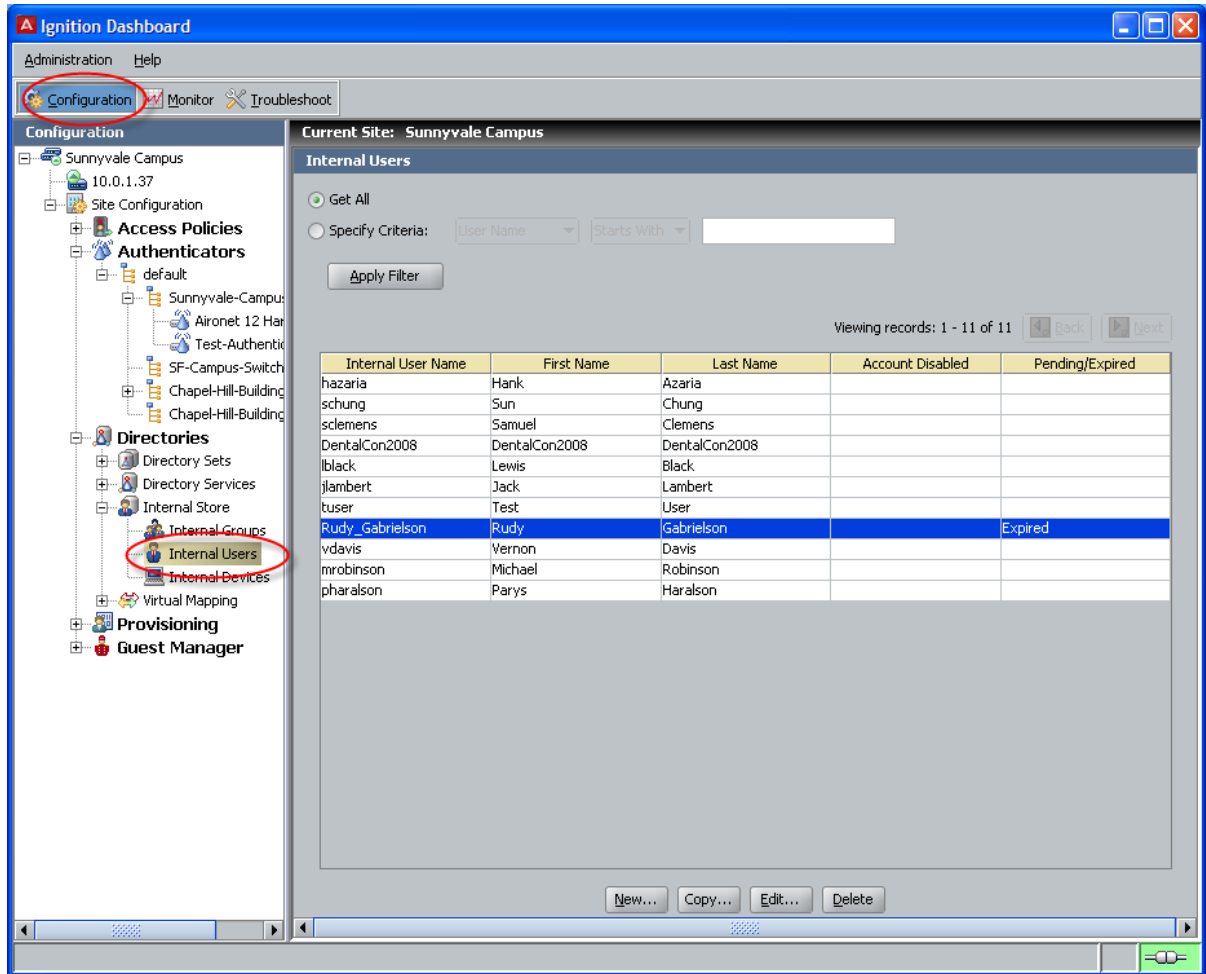 Ignition Dashboard
Administration Help
Configuration Monitor Troubleshoot
Configuration
Sunnyvale Campus
10.0.1.37
Site Configuration
Access Policies
Authenticators
default
Sunnyvale-Campus
Aironet 12 Har
Test-Authentic
SF-Campus-Switch
Chapel-Hill-Building
Chapel-Hill-Building
Directories
Directory Sets
Directory Services
Internal Store
Internal Groups
Internal Users
Internal Devices
Virtual Mapping
Provisioning
Guest Manager
Current Site: Sunnyvale Campus
Internal Users
Get All
Specify Criteria: User Name Starts With
Apply Filter
Viewing records: 1 - 11 of 11 Back Next
Internal User Name First Name Last Name Account Disabled Pending/Expired
hazaria Hank Azaria
schung Sun Chung
sclemens Samuel Clemens
DentalCon2008 DentalCon2008 DentalCon2008
lblack Lewis Black
jlambert Jack Lambert
tuser Test User
Rudy_Gabrielson Rudy Gabrielson Expired
vdavis Vernon Davis
mrobinson Michael Robinson
pharalson Parys Haralson
New... Copy... Edit... Delete